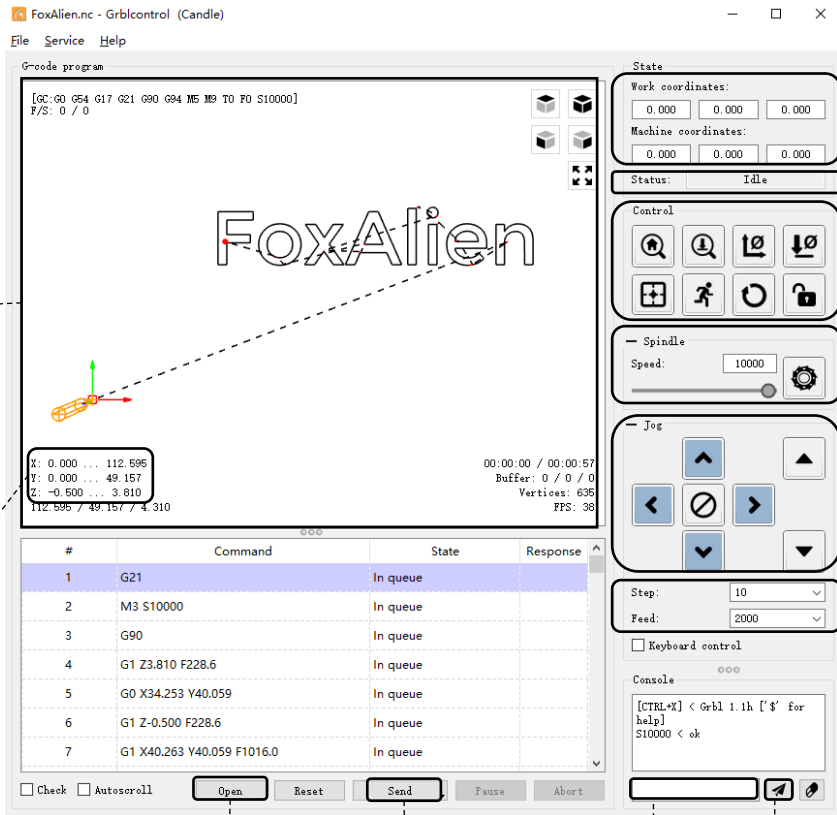 FoxAlien.nc - Grblcontrol (Candle)
File Service Help
G-code program
[GC:G0 G54 G17 G21 G90 G94 M5 M9 T0 F0 S10000]
F/S: 0 / 0
FoxAlien
X: 0.000 ... 112.595
Y: 0.000 ... 49.157
Z: -0.500 ... 3.810
112.595 / 49.157 / 4.310
00:00:00 / 00:00:57
Buffer: 0 / 0 / 0
Vertices: 635
FPS: 38
# Command State Response
1 G21 In queue
2 M3 S10000 In queue
3 G90 In queue
4 G1 Z3.810 F228.6 In queue
5 G0 X34.253 Y40.059 In queue
6 G1 Z-0.500 F228.6 In queue
7 G1 X40.263 Y40.059 F1016.0 In queue
Check Autoscroll Open Reset Send Pause Abort
State
Work coordinates:
0.000 0.000 0.000
Machine coordinates:
0.000 0.000 0.000
Status: Idle
Control
Spindle
Speed: 10000
Jog
Step: 10
Feed: 2000
Keyboard control
Console
[CTRL+X] < Grbl 1.1h ['$' for
help]
S10000 < ok